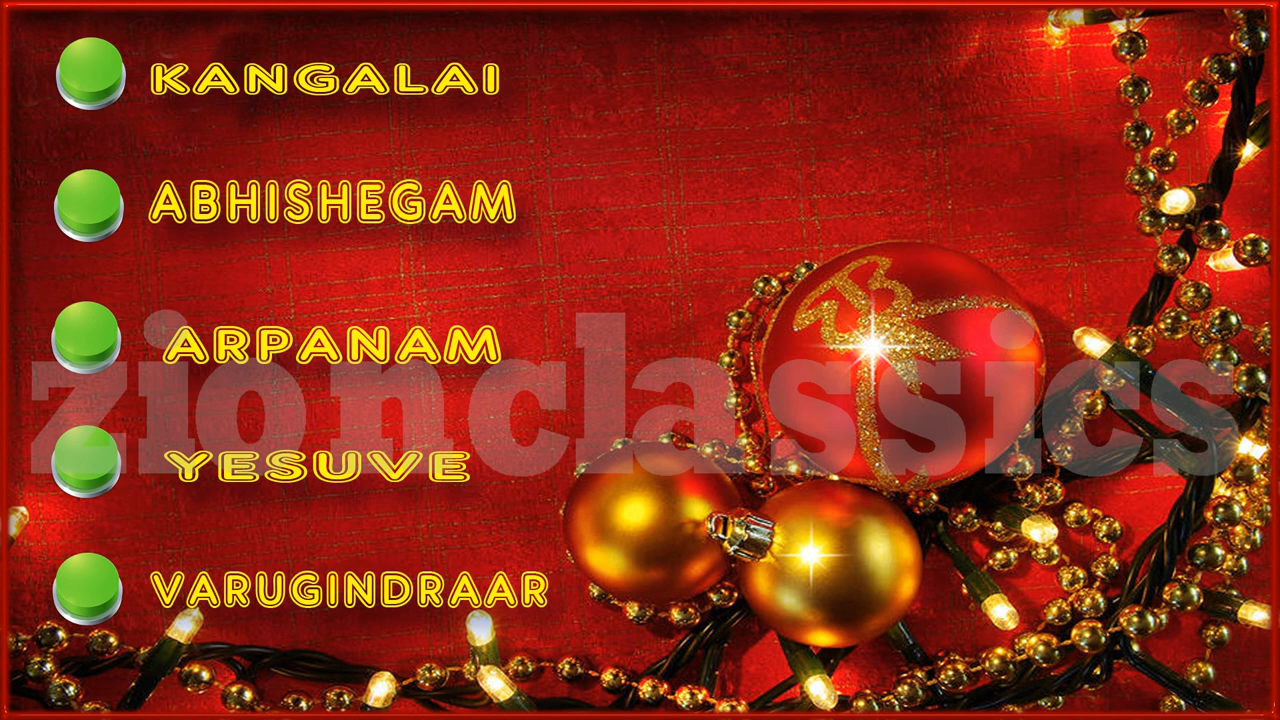 KANGALAI
ABHISHEGAM
ARPANAM
zionclassics
YESUVE
VARUGINDRAAR